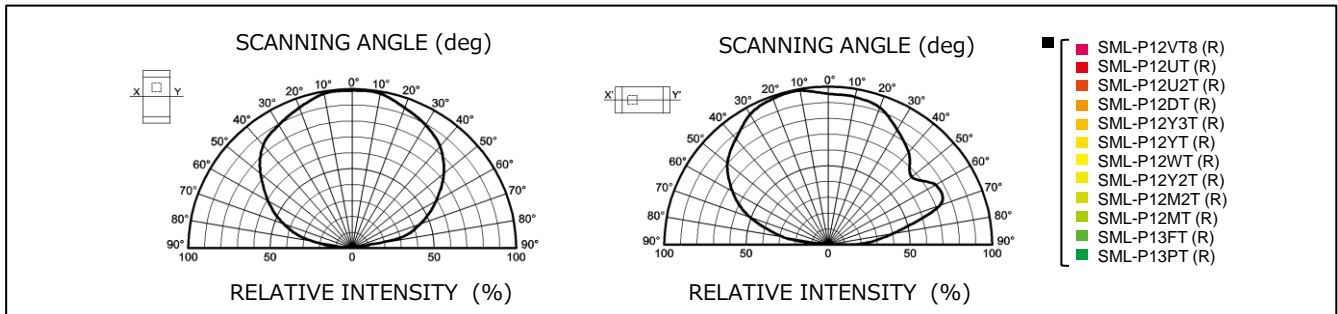 SCANNING ANGLE (deg)
X Y
90° 80° 70° 60° 50° 40° 30° 20° 10° 0° 10° 20° 30° 40° 50° 60° 70° 80° 90°
100 50 0 50 100
RELATIVE INTENSITY (%)
SCANNING ANGLE (deg)
X' Y'
90° 80° 70° 60° 50° 40° 30° 20° 10° 0° 10° 20° 30° 40° 50° 60° 70° 80° 90°
100 50 0 50 100
RELATIVE INTENSITY (%)
SML-P12VT8 (R)
SML-P12UT (R)
SML-P12U2T (R)
SML-P12DT (R)
SML-P12Y3T (R)
SML-P12YT (R)
SML-P12WT (R)
SML-P12Y2T (R)
SML-P12M2T (R)
SML-P12MT (R)
SML-P13FT (R)
SML-P13PT (R)